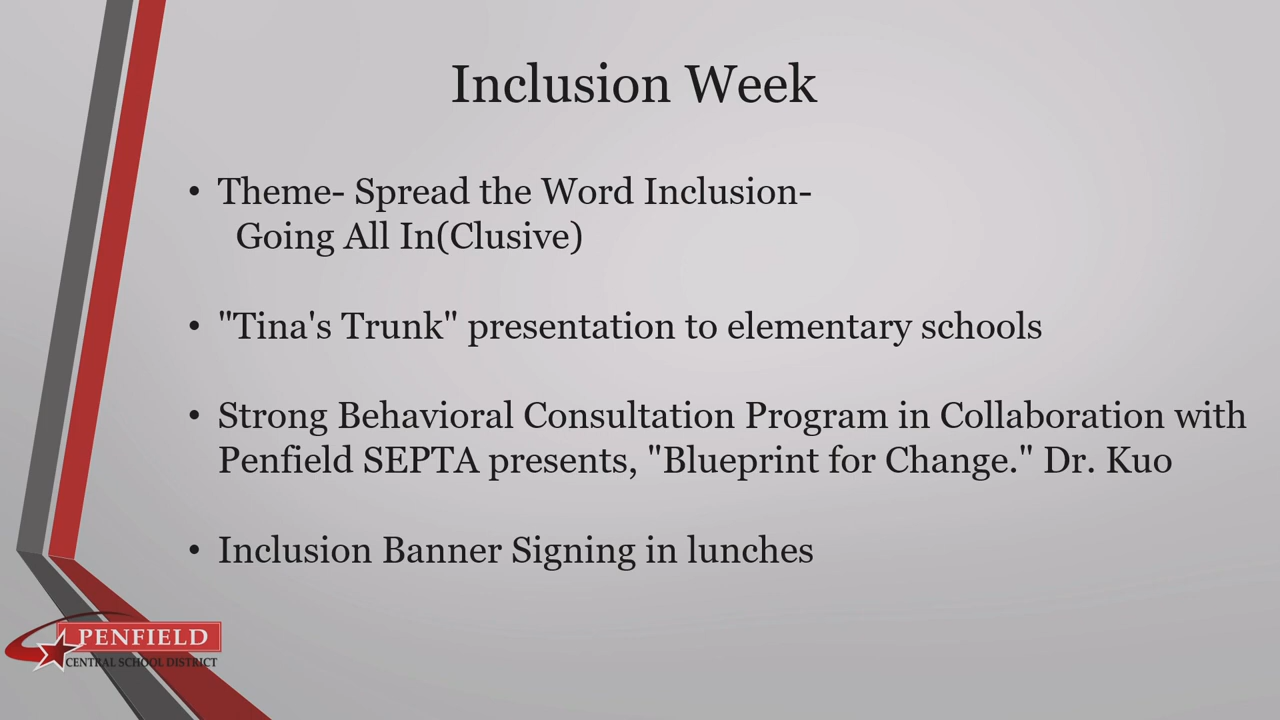 Inclusion Week
• Theme- Spread the Word Inclusion-
Going All In(Clusive)
• "Tina's Trunk" presentation to elementary schools
• Strong Behavioral Consultation Program in Collaboration with
Penfield SEPTA presents, "Blueprint for Change." Dr. Kuo
• Inclusion Banner Signing in lunches
PENFIELD
CENTRAL SCHOOL DISTRICT